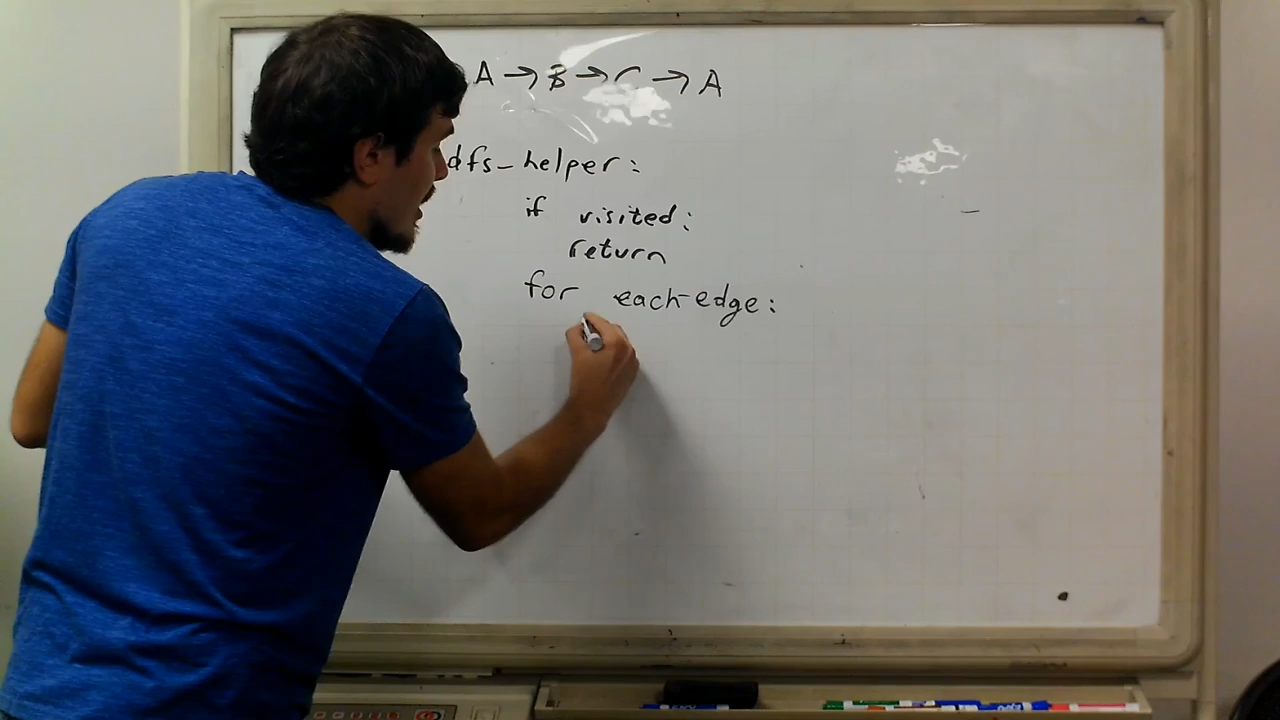 A → B → C → A
dfs_helper:
if visited:
return
for each-edge: